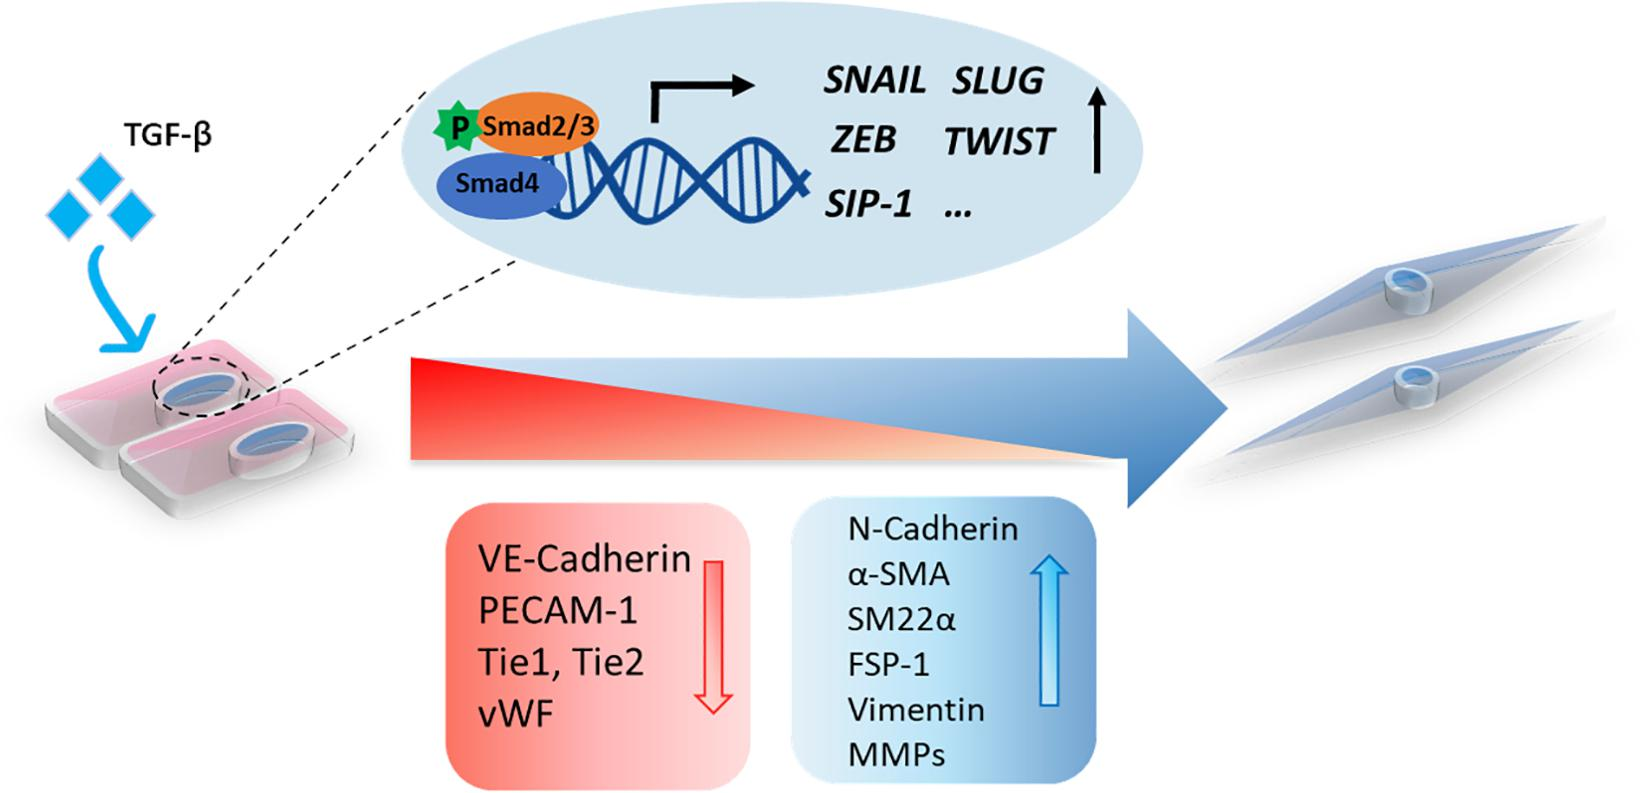 TGF-β
P
Smad2/3
Smad4
SNAIL SLUG
ZEB TWIST
SIP-1 ...
VE-Cadherin
PECAM-1
Tie1, Tie2
vWF
N-Cadherin
α-SMA
SM22α
FSP-1
Vimentin
MMPs